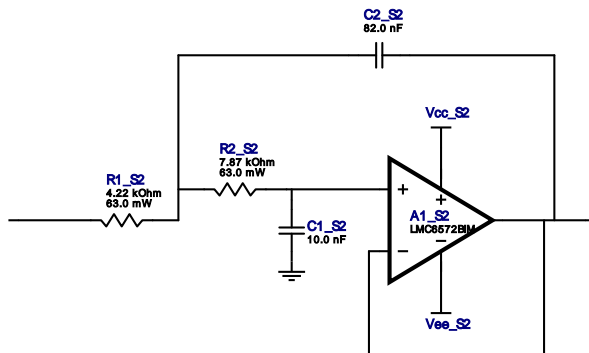 C2_S2
82.0 nF
Vcc_S2
R2_S2
7.87 kOhm
63.0 mW
R1_S2
4.22 kOhm
63.0 mW
+
+
A1_S2
LMC6572BIM
C1_S2
10.0 nF
−
−
Vee_S2